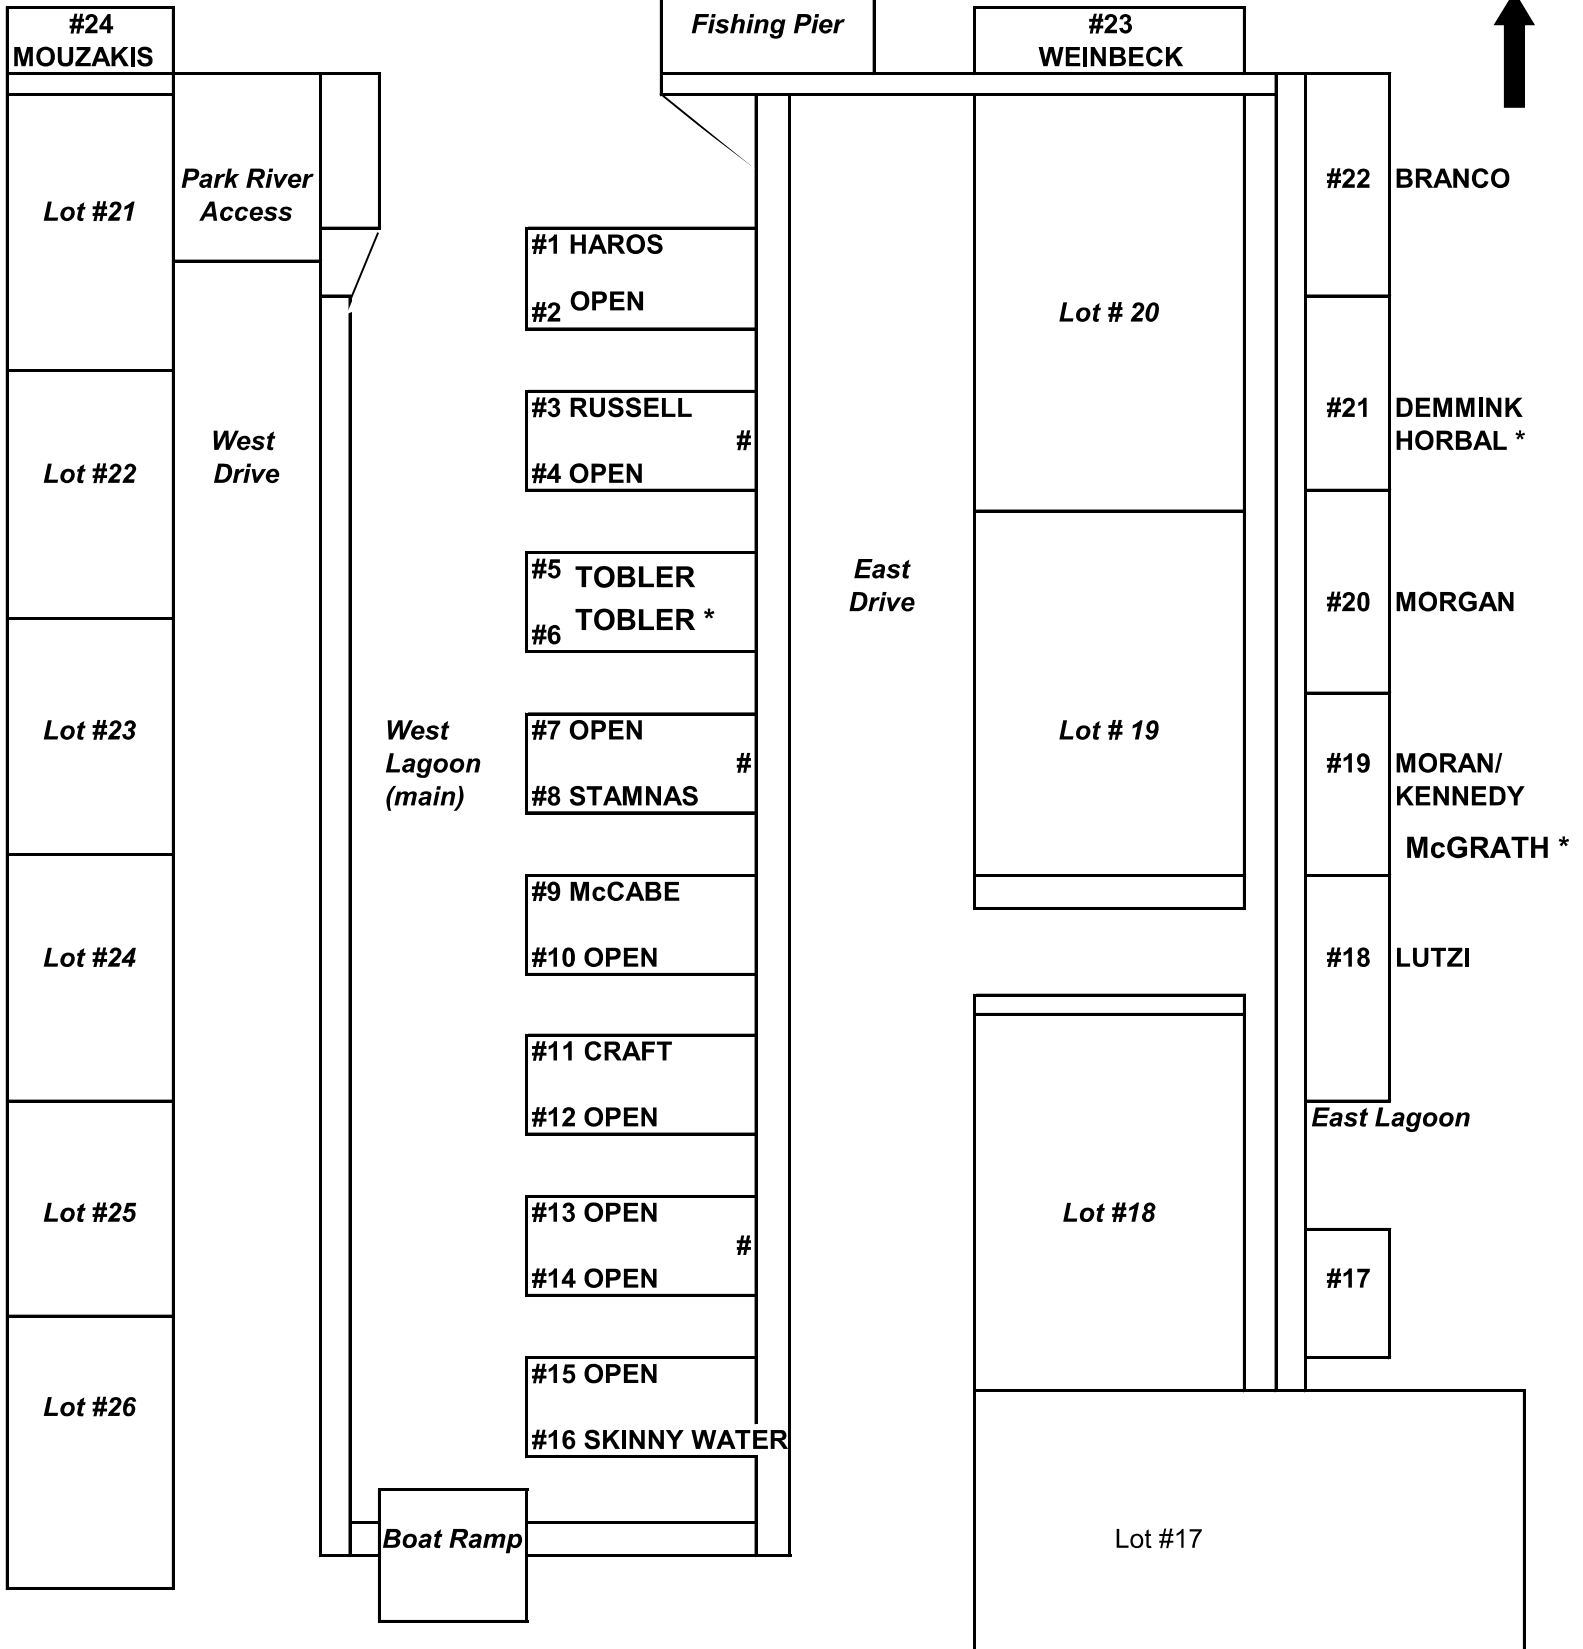 #24
MOUZAKIS
Fishing Pier
#23
WEINBECK
Park River
Access
Lot #21
#22 BRANCO
#1 HAROS
#2 OPEN
Lot # 20
#3 RUSSELL
#
#4 OPEN
#21 DEMMINK
HORBAL *
West
Drive
Lot #22
#5 TOBLER
#6 TOBLER *
East
Drive
#20 MORGAN
Lot #23
West
Lagoon
(main)
#7 OPEN
#
#8 STAMNAS
Lot # 19
#19 MORAN/
KENNEDY
McGRATH *
#9 McCABE
#10 OPEN
Lot #24
#18 LUTZI
#11 CRAFT
#12 OPEN
East Lagoon
Lot #25
#13 OPEN
#
#14 OPEN
Lot #18
#17
Lot #26
#15 OPEN
#16 SKINNY WATER
Boat Ramp
Lot #17